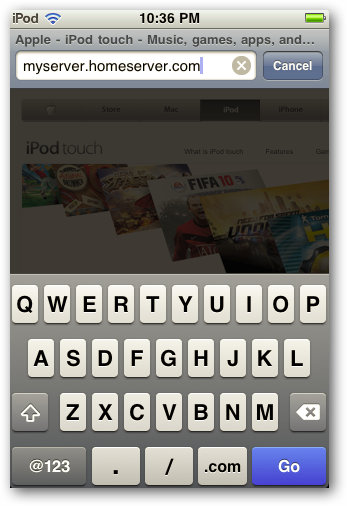 iPod 10:36 PM
Apple - iPod touch - Music, games, apps, and...
myserver.homeserver.com Cancel
Store Mac iPod iPhone
iPod touch What is iPod touch Features
FIFA 10
Q W E R T Y U I O P
A S D F G H J K L
Z X C V B N M
@123 . / .com Go